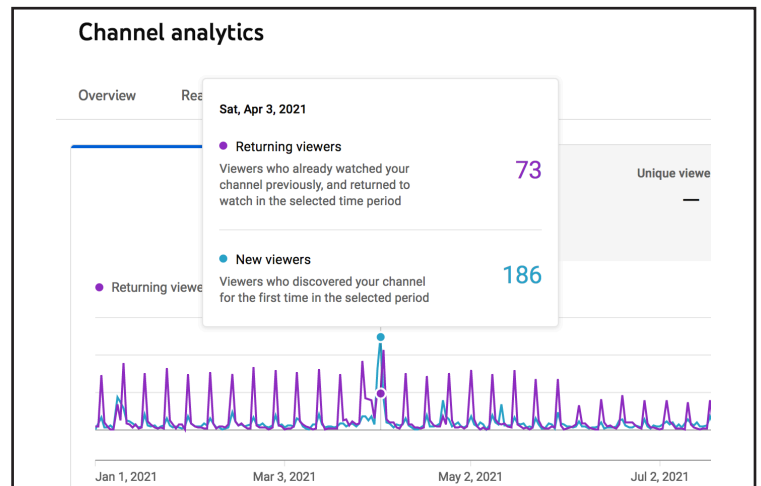 Channel analytics
Overview
Rea
Sat, Apr 3, 2021
Returning viewers
73
Viewers who already watched your
channel previously, and returned to
watch in the selected time period
Unique viewe
—
New viewers
186
Viewers who discovered your channel
for the first time in the selected period
Returning viewe
Jan 1, 2021
Mar 3, 2021
May 2, 2021
Jul 2, 2021